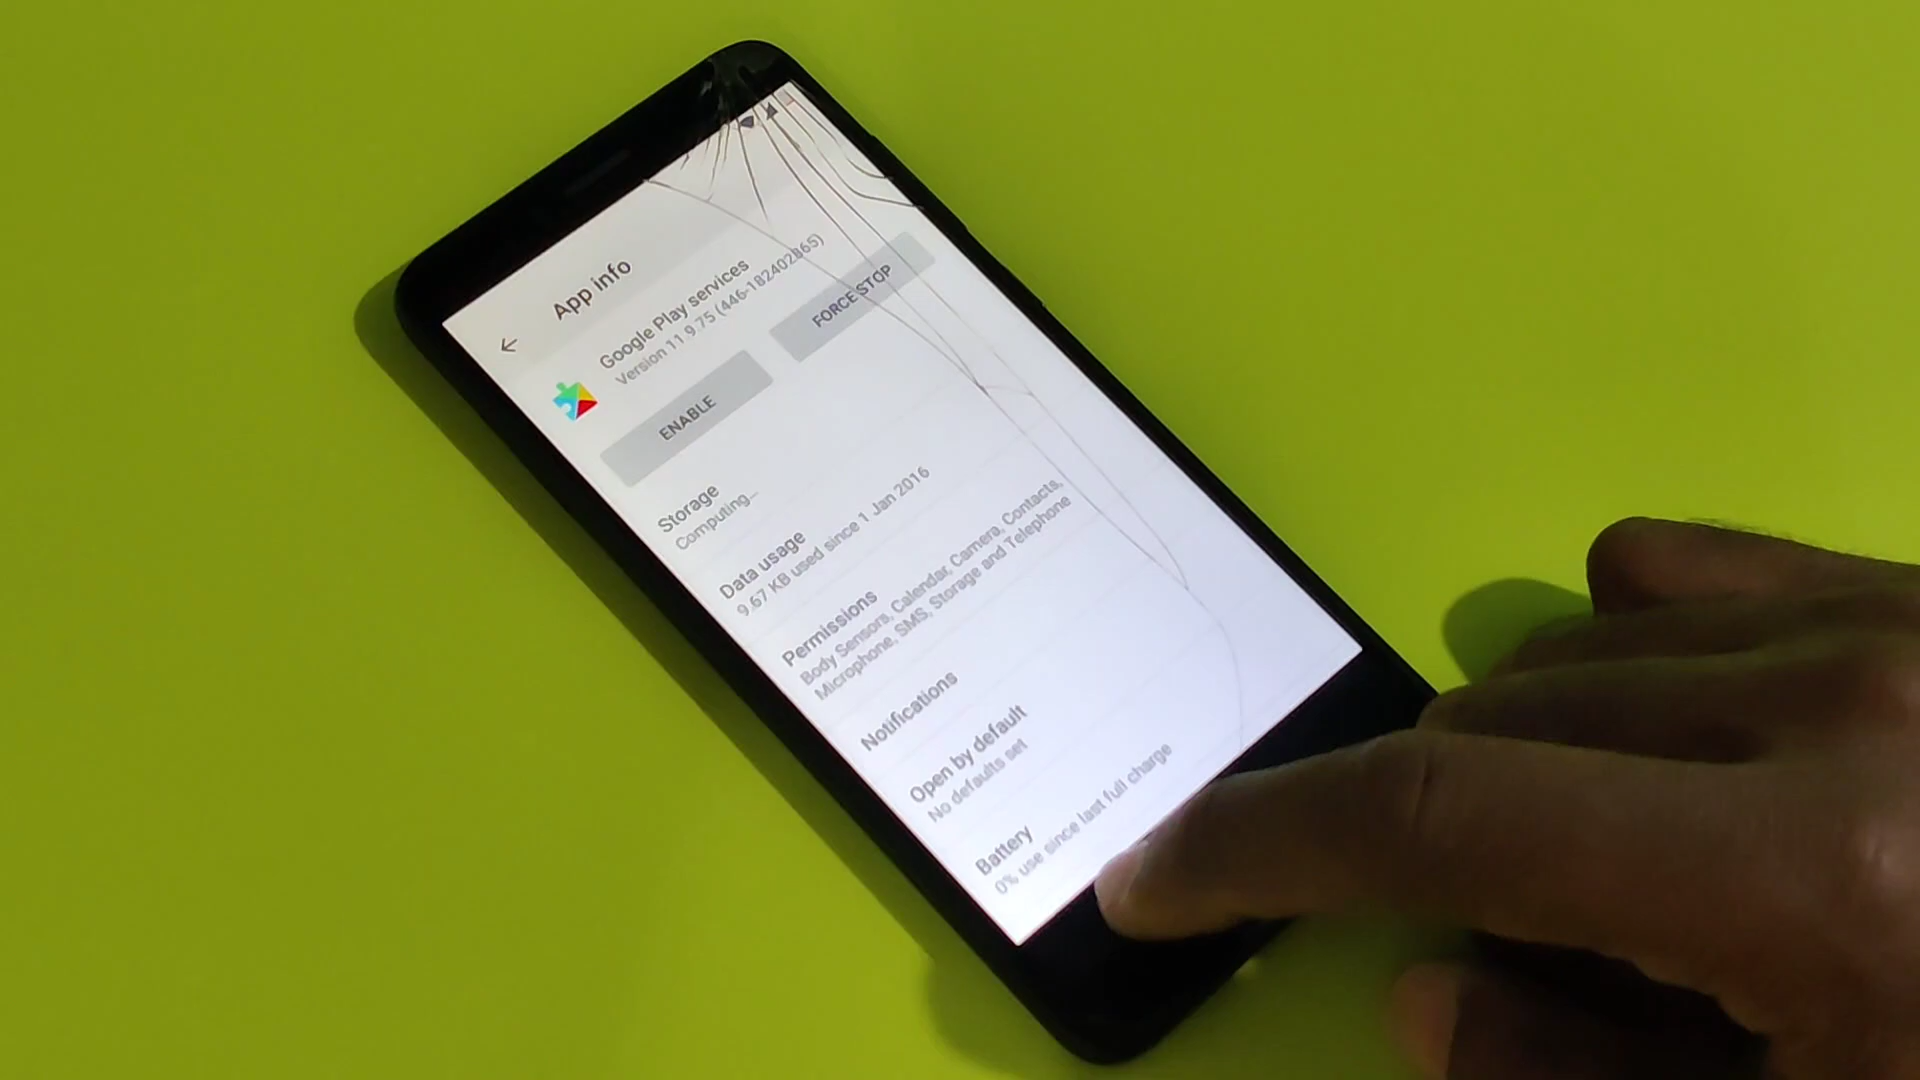 App info
Google Play services
Version 11.9.75 (446-182402865)
ENABLE
FORCE STOP
Storage
Computing...
Data usage
9.67 KB used since 1 Jan 2016
Permissions
Body Sensors, Calendar, Camera, Contacts,
Microphone, SMS, Storage and Telephone
Notifications
Open by default
No defaults set
Battery
0% use since last full charge